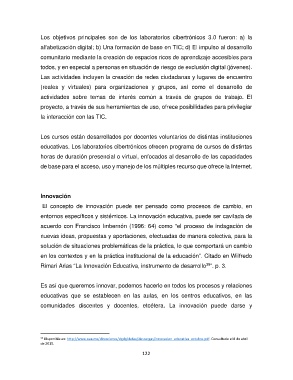 Los objetivos principales son de los laboratorios cibertrónicos 3.0 fueron: a) la
alfabetización digital; b) Una formación de base en TIC; d) El impulso al desarrollo
comunitario mediante la creación de espacios ricos de aprendizaje accesibles para
todos, y en especial a personas en situación de riesgo de exclusión digital (jóvenes).
Las actividades incluyen la creación de redes ciudadanas y lugares de encuentro
(reales y virtuales) para organizaciones y grupos, así como el desarrollo de
actividades sobre temas de interés común a través de grupos de trabajo. El
proyecto, a través de sus herramientas de uso, ofrece posibilidades para privilegiar
la interacción con las TIC.
Los cursos están desarrollados por docentes voluntarios de distintas instituciones
educativas. Los laboratorios cibertrónicos ofrecen programa de cursos de distintas
horas de duración presencial o virtual, enfocados al desarrollo de las capacidades
de base para el acceso, uso y manejo de los múltiples recurso que ofrece la Internet.
Innovación
El concepto de innovación puede ser pensado como procesos de cambio, en
entornos específicos y sistémicos. La innovación educativa, puede ser cavilada de
acuerdo con Francisco Imbernón (1996: 64) como "el proceso de indagación de
nuevas ideas, propuestas y aportaciones, efectuadas de manera colectiva, para la
solución de situaciones problemáticas de la práctica, lo que comportará un cambio
en los contextos y en la práctica institucional de la educación". Citado en Wilfredo
Rimari Arias "La Innovación Educativa, instrumento de desarrollo", p. 3.
Es así que queremos innovar, podemos hacerlo en todos los procesos y relaciones
educativas que se establecen en las aulas, en los centros educativos, en las
comunidades discentes y docentes, etcétera. La innovación puede darse y
Disponible en: Consultado el 8 de abril
de 2015.
122